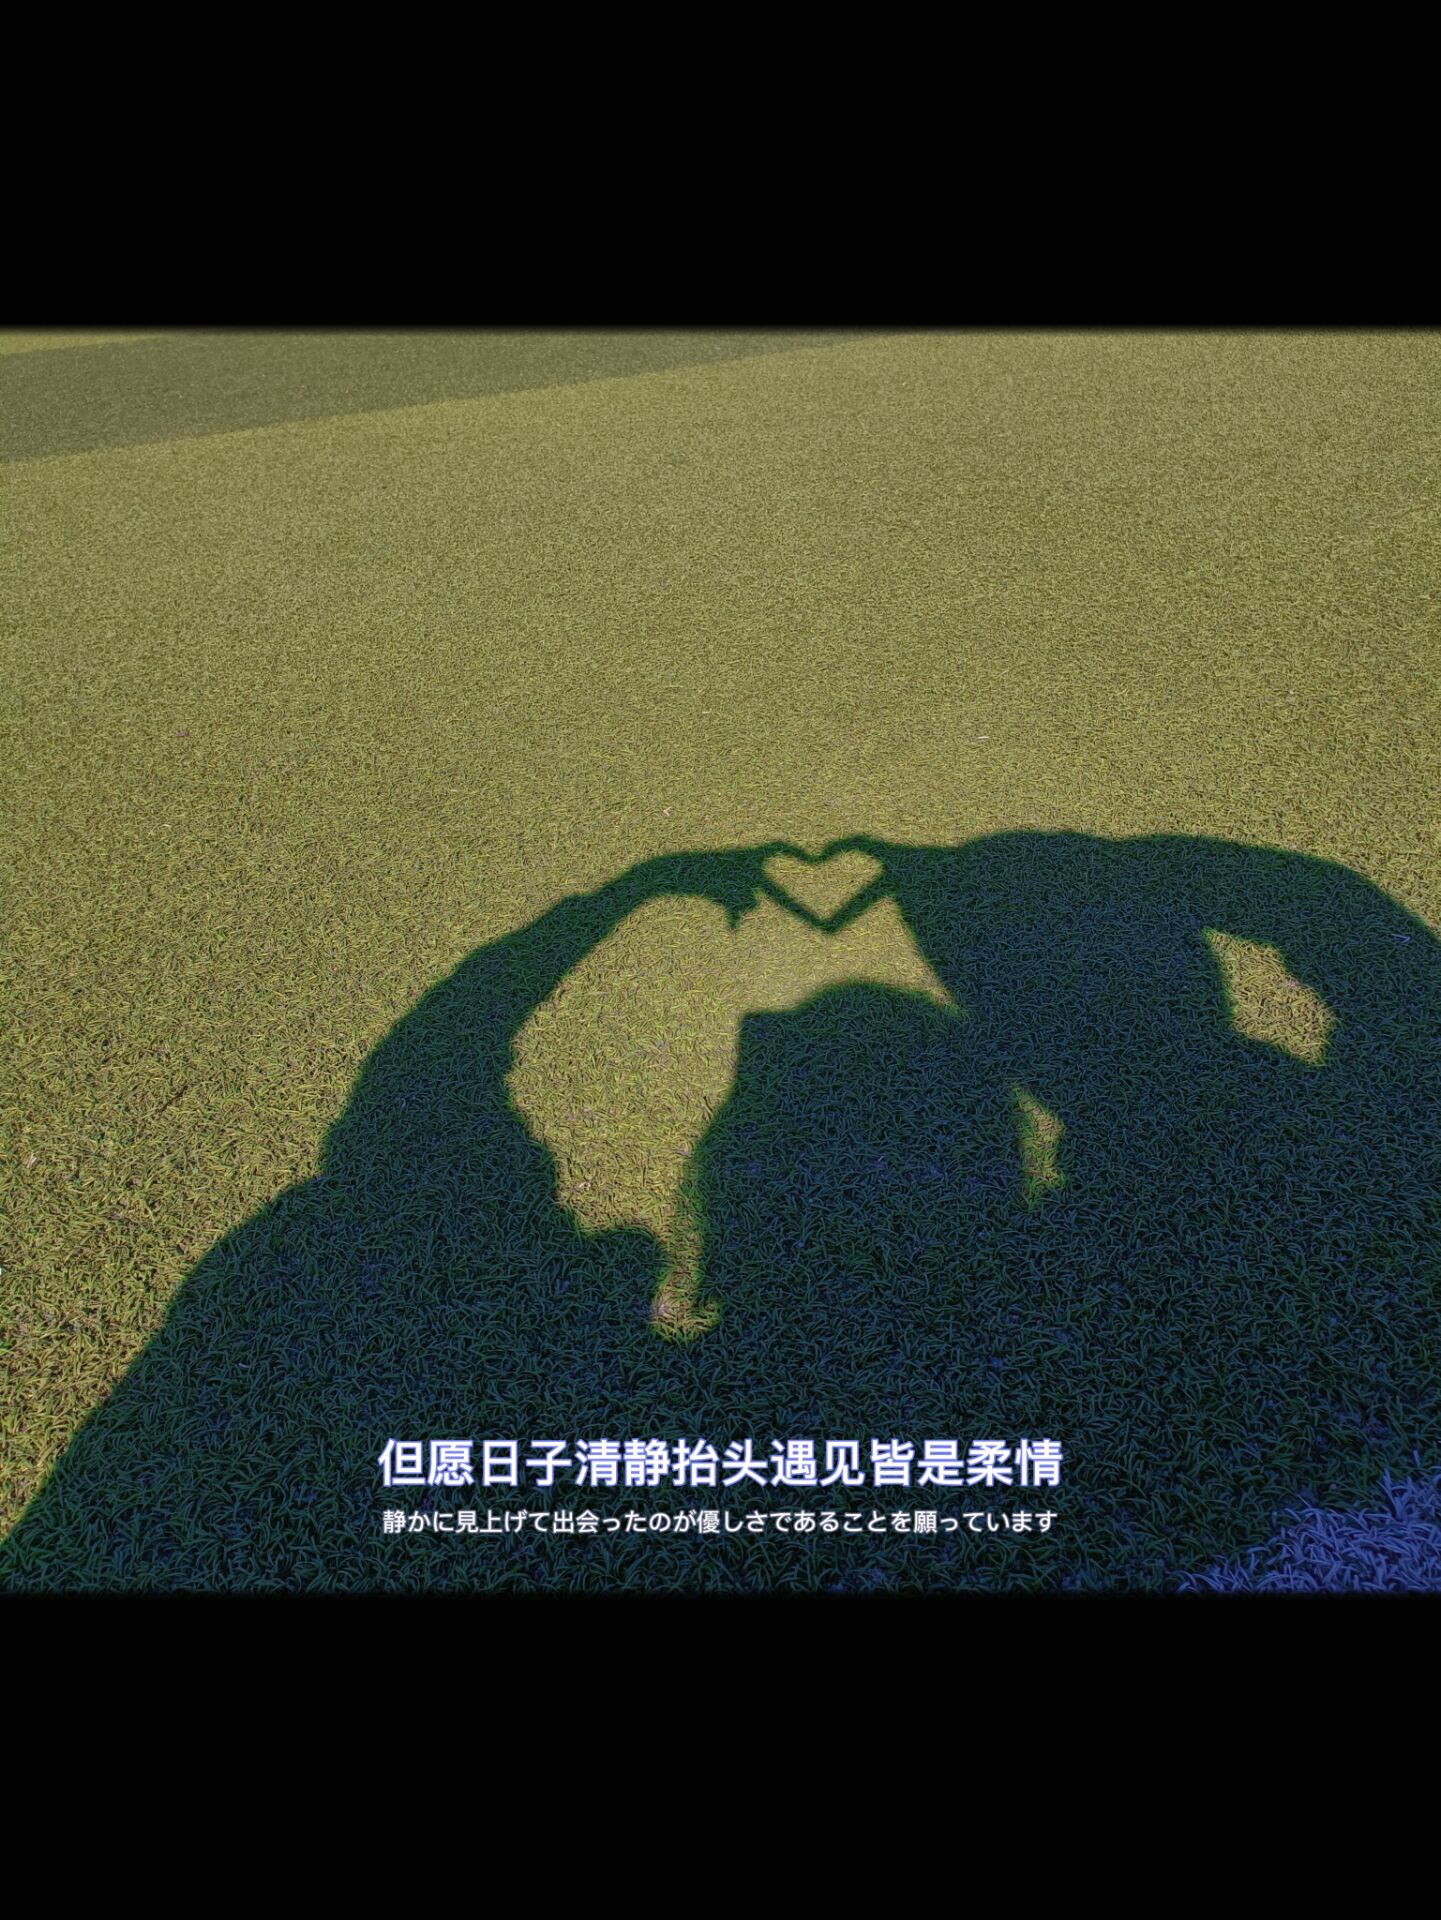 但愿日子清静抬头遇见皆是柔情
静かに見上げて出会ったのが優しさであることを願っています